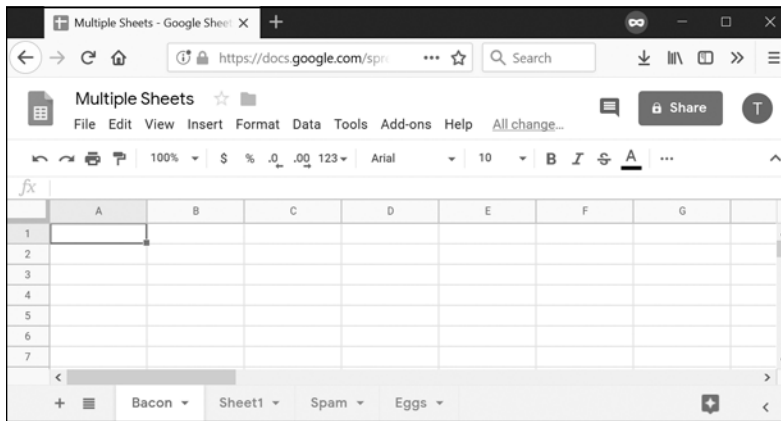 Multiple Sheets - Google Sheet
https://docs.google.com/spre
Search
Multiple Sheets
File Edit View Insert Format Data Tools Add-ons Help All change...
Share
T
100% $ % .0 .00 123 Arial 10 B I S A ...
fx
A B C D E F G
1
2
3
4
5
6
7
Bacon Sheet1 Spam Eggs